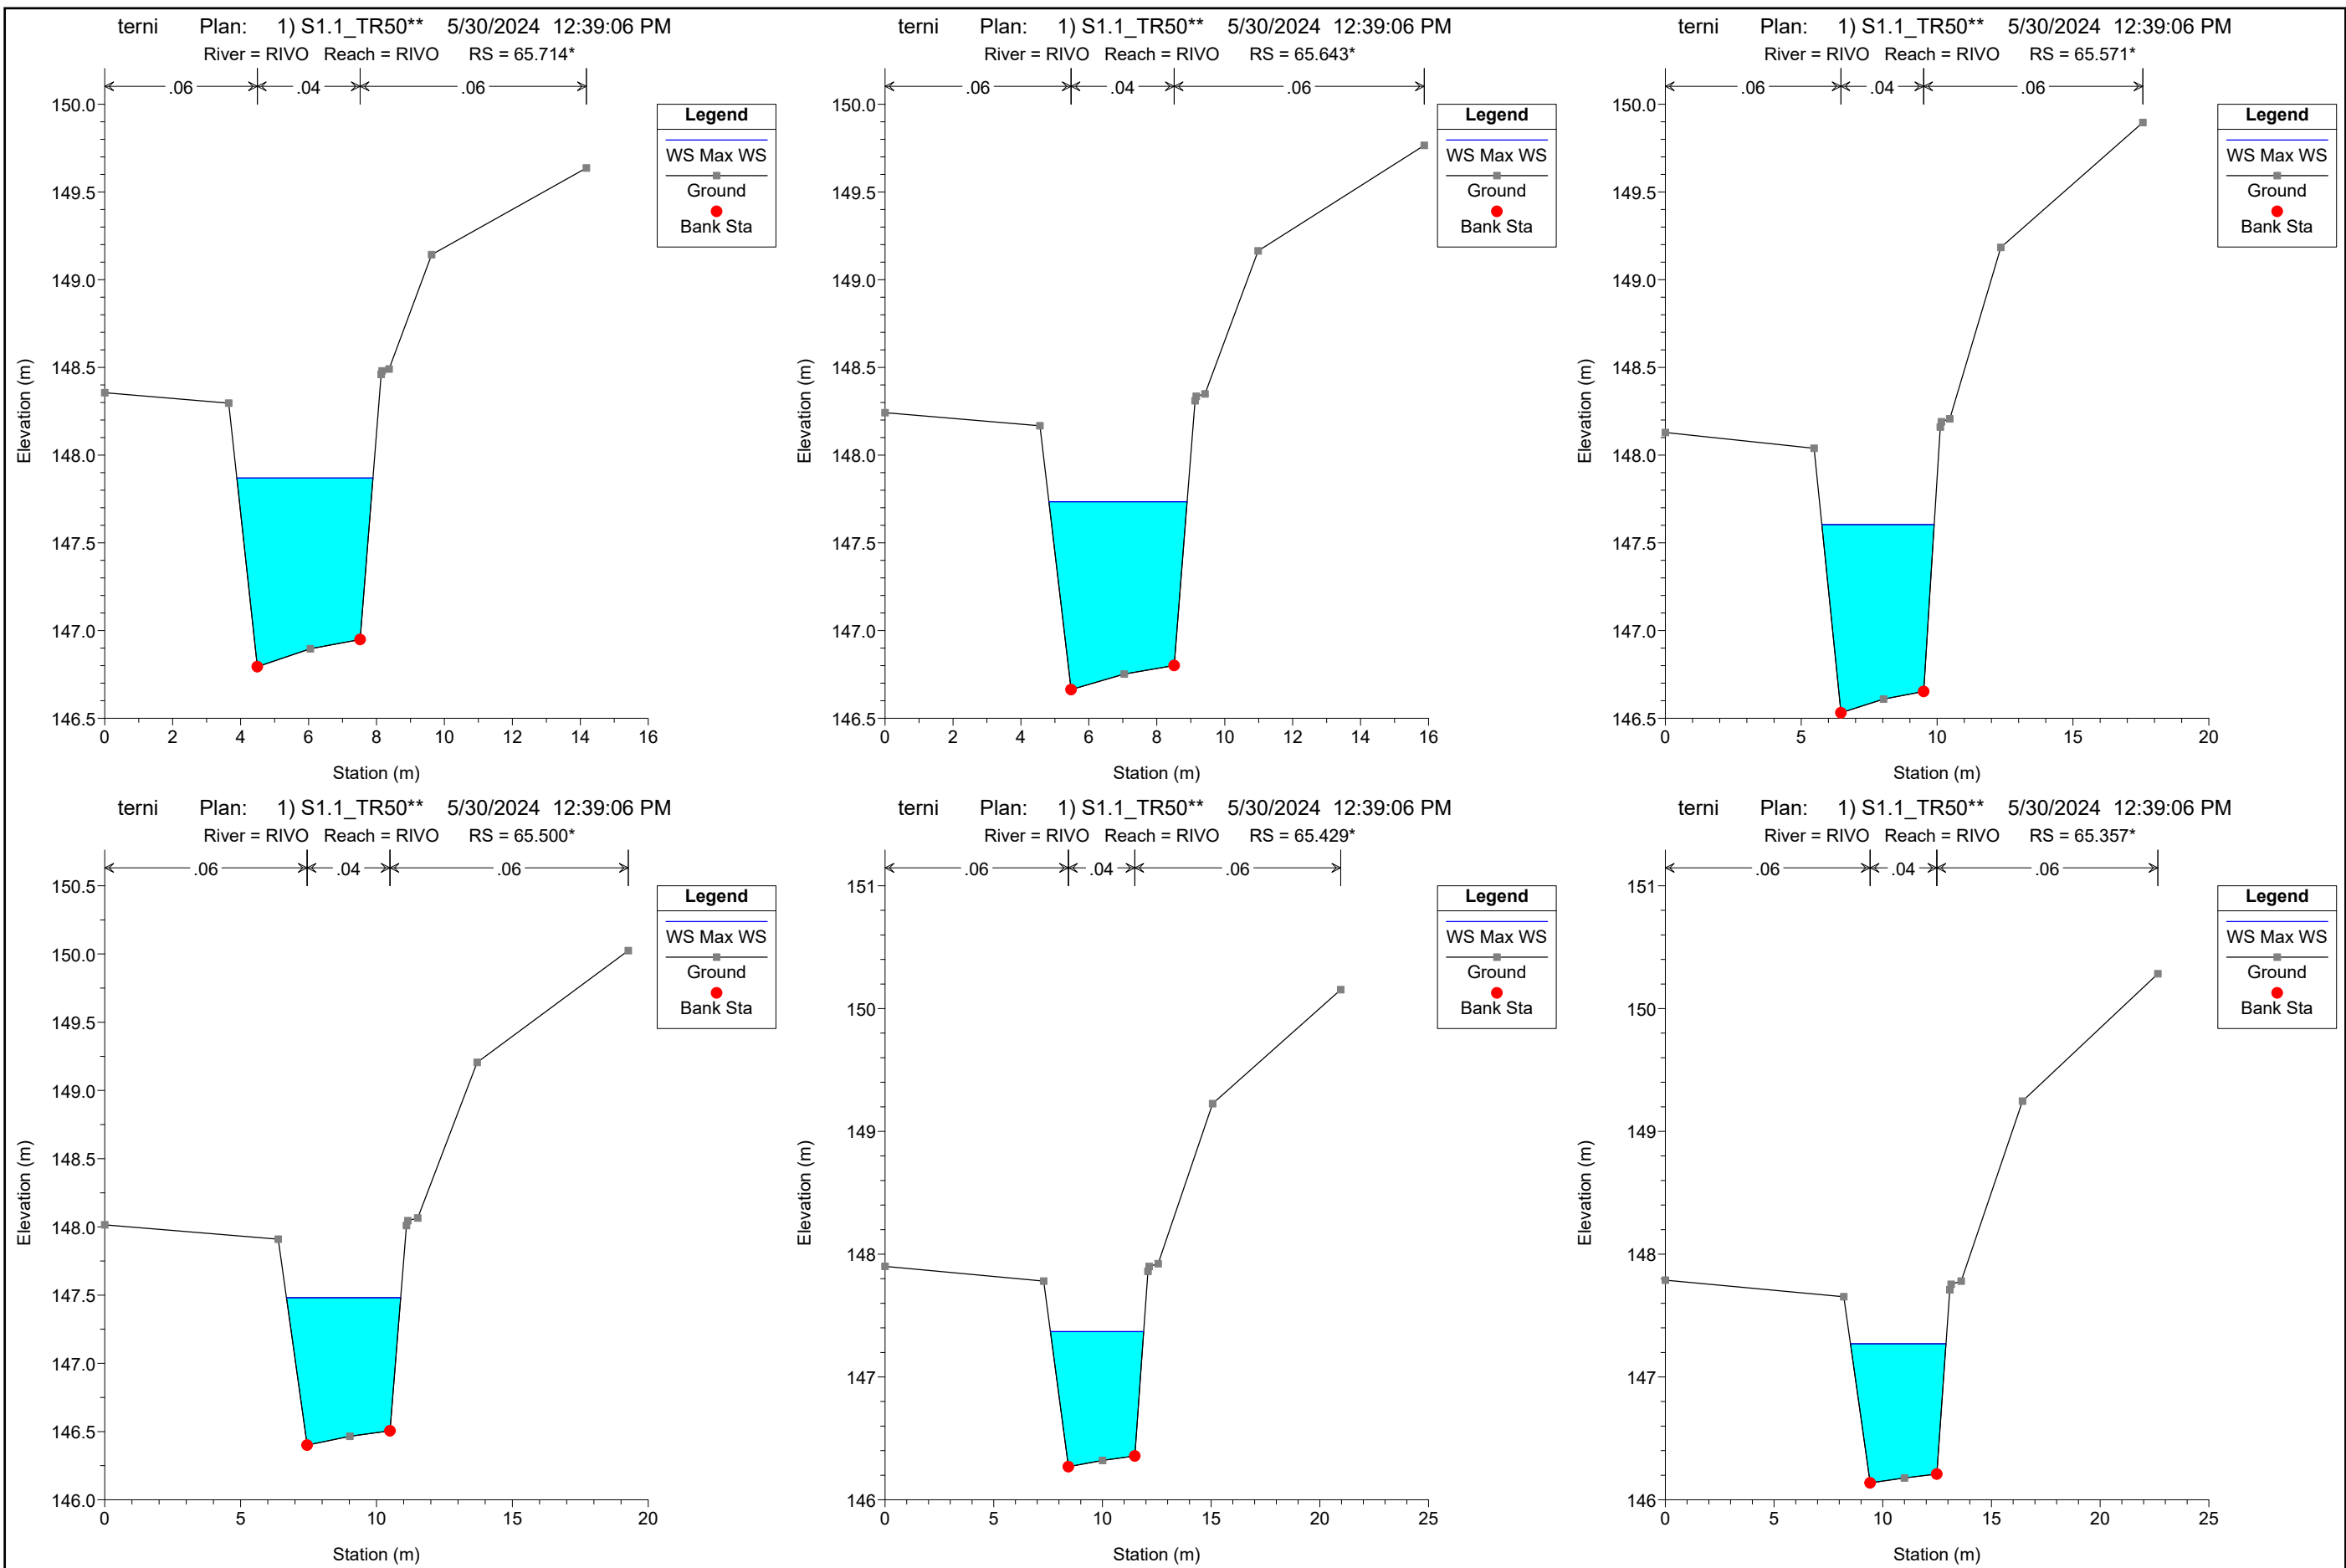 terni Plan: 1) S1.1_TR50** 5/30/2024 12:39:06 PM
River = RIVO Reach = RIVO RS = 65.714*
.06 .04 .06
Legend
WS Max WS
Ground
Bank Sta
150.0
149.5
149.0
148.5
148.0
147.5
147.0
146.5
Elevation (m)
0 2 4 6 8 10 12 14 16
Station (m)
terni Plan: 1) S1.1_TR50** 5/30/2024 12:39:06 PM
River = RIVO Reach = RIVO RS = 65.643*
.06 .04 .06
Legend
WS Max WS
Ground
Bank Sta
150.0
149.5
149.0
148.5
148.0
147.5
147.0
146.5
Elevation (m)
0 2 4 6 8 10 12 14 16
Station (m)
terni Plan: 1) S1.1_TR50** 5/30/2024 12:39:06 PM
River = RIVO Reach = RIVO RS = 65.571*
.06 .04 .06
Legend
WS Max WS
Ground
Bank Sta
150.0
149.5
149.0
148.5
148.0
147.5
147.0
146.5
Elevation (m)
0 5 10 15 20
Station (m)
terni Plan: 1) S1.1_TR50** 5/30/2024 12:39:06 PM
River = RIVO Reach = RIVO RS = 65.500*
.06 .04 .06
Legend
WS Max WS
Ground
Bank Sta
150.5
150.0
149.5
149.0
148.5
148.0
147.5
147.0
146.5
146.0
Elevation (m)
0 5 10 15 20
Station (m)
terni Plan: 1) S1.1_TR50** 5/30/2024 12:39:06 PM
River = RIVO Reach = RIVO RS = 65.429*
.06 .04 .06
Legend
WS Max WS
Ground
Bank Sta
151
150
149
148
147
146
Elevation (m)
0 5 10 15 20 25
Station (m)
terni Plan: 1) S1.1_TR50** 5/30/2024 12:39:06 PM
River = RIVO Reach = RIVO RS = 65.357*
.06 .04 .06
Legend
WS Max WS
Ground
Bank Sta
151
150
149
148
147
146
Elevation (m)
0 5 10 15 20 25
Station (m)